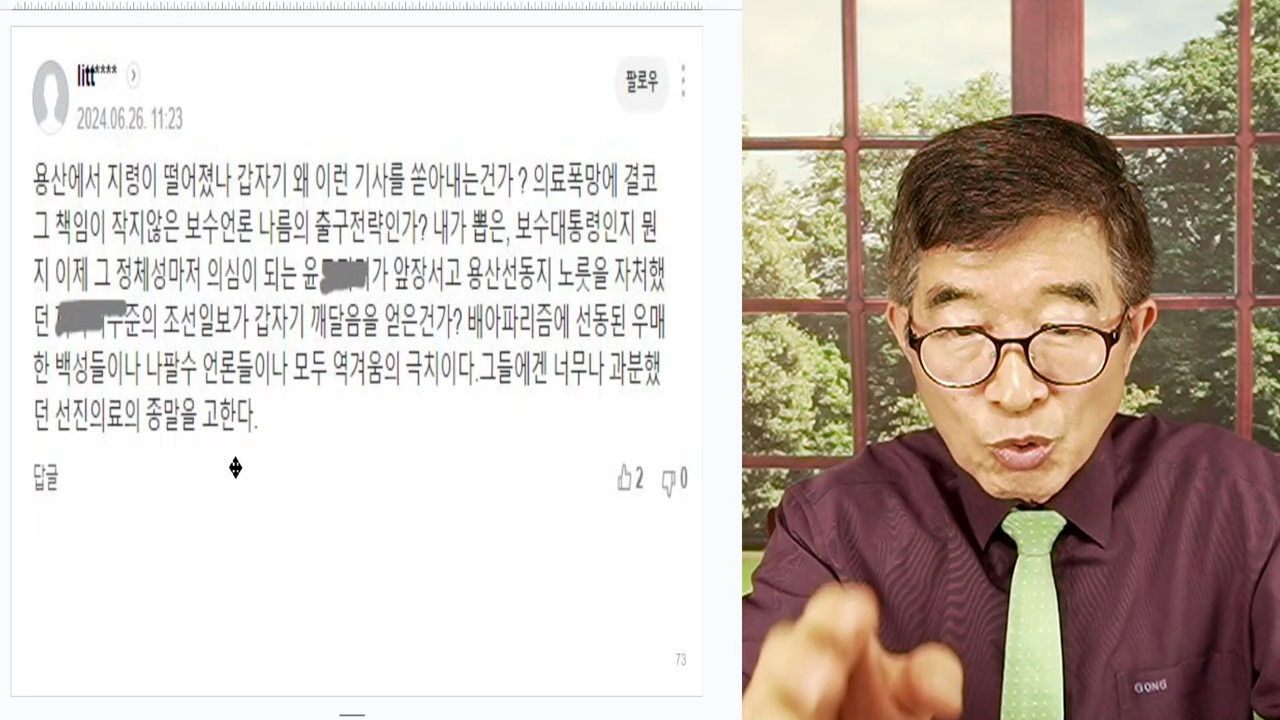 litt****
팔로우
2024.06.26. 11:23
용산에서 지령이 떨어졌나 갑자기 왜 이런 기사를 쏟아내는건가 ? 의료폭망에 결코
그 책임이 작지않은 보수언론 나름의 출구전략인가? 내가 뽑은, 보수대통령인지 뭔
지 이제 그 정체성마저 의심이 되는 윤 가 앞장서고 용산선동지 노릇을 자처했
던 수준의 조선일보가 갑자기 깨달음을 얻은건가? 배아파리즘에 선동된 우매
한 백성들이나 나팔수 언론들이나 모두 역겨움의 극치이다.그들에겐 너무나 과분했
던 선진의료의 종말을 고한다.
답글
2 0
73
GONG